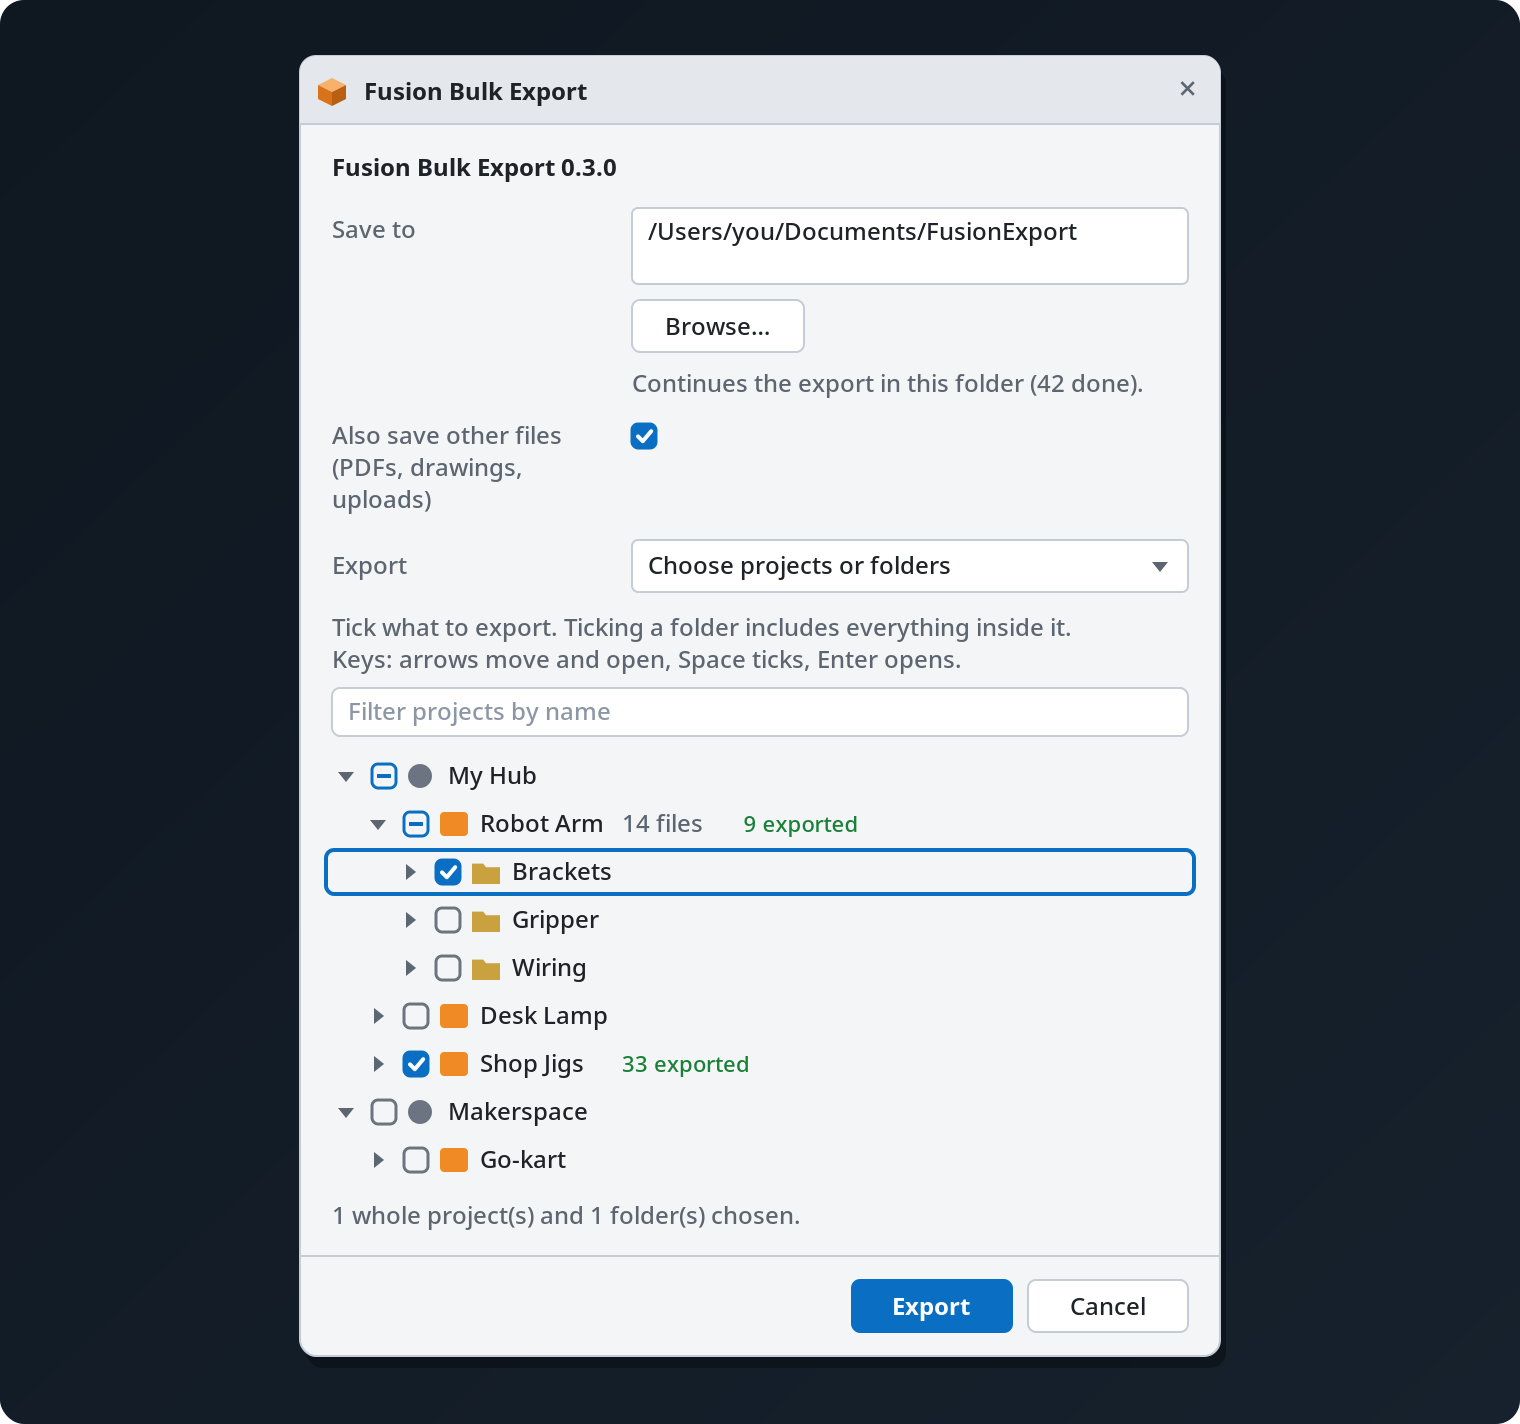 Fusion Bulk Export
×
Fusion Bulk Export 0.3.0
Save to
/Users/you/Documents/FusionExport
Browse...
Continues the export in this folder (42 done).
Also save other files
(PDFs, drawings,
uploads)
Export
Choose projects or folders
Tick what to export. Ticking a folder includes everything inside it.
Keys: arrows move and open, Space ticks, Enter opens.
Filter projects by name
My Hub
Robot Arm 14 files 9 exported
Brackets
Gripper
Wiring
Desk Lamp
Shop Jigs 33 exported
Makerspace
Go-kart
1 whole project(s) and 1 folder(s) chosen.
Export Cancel